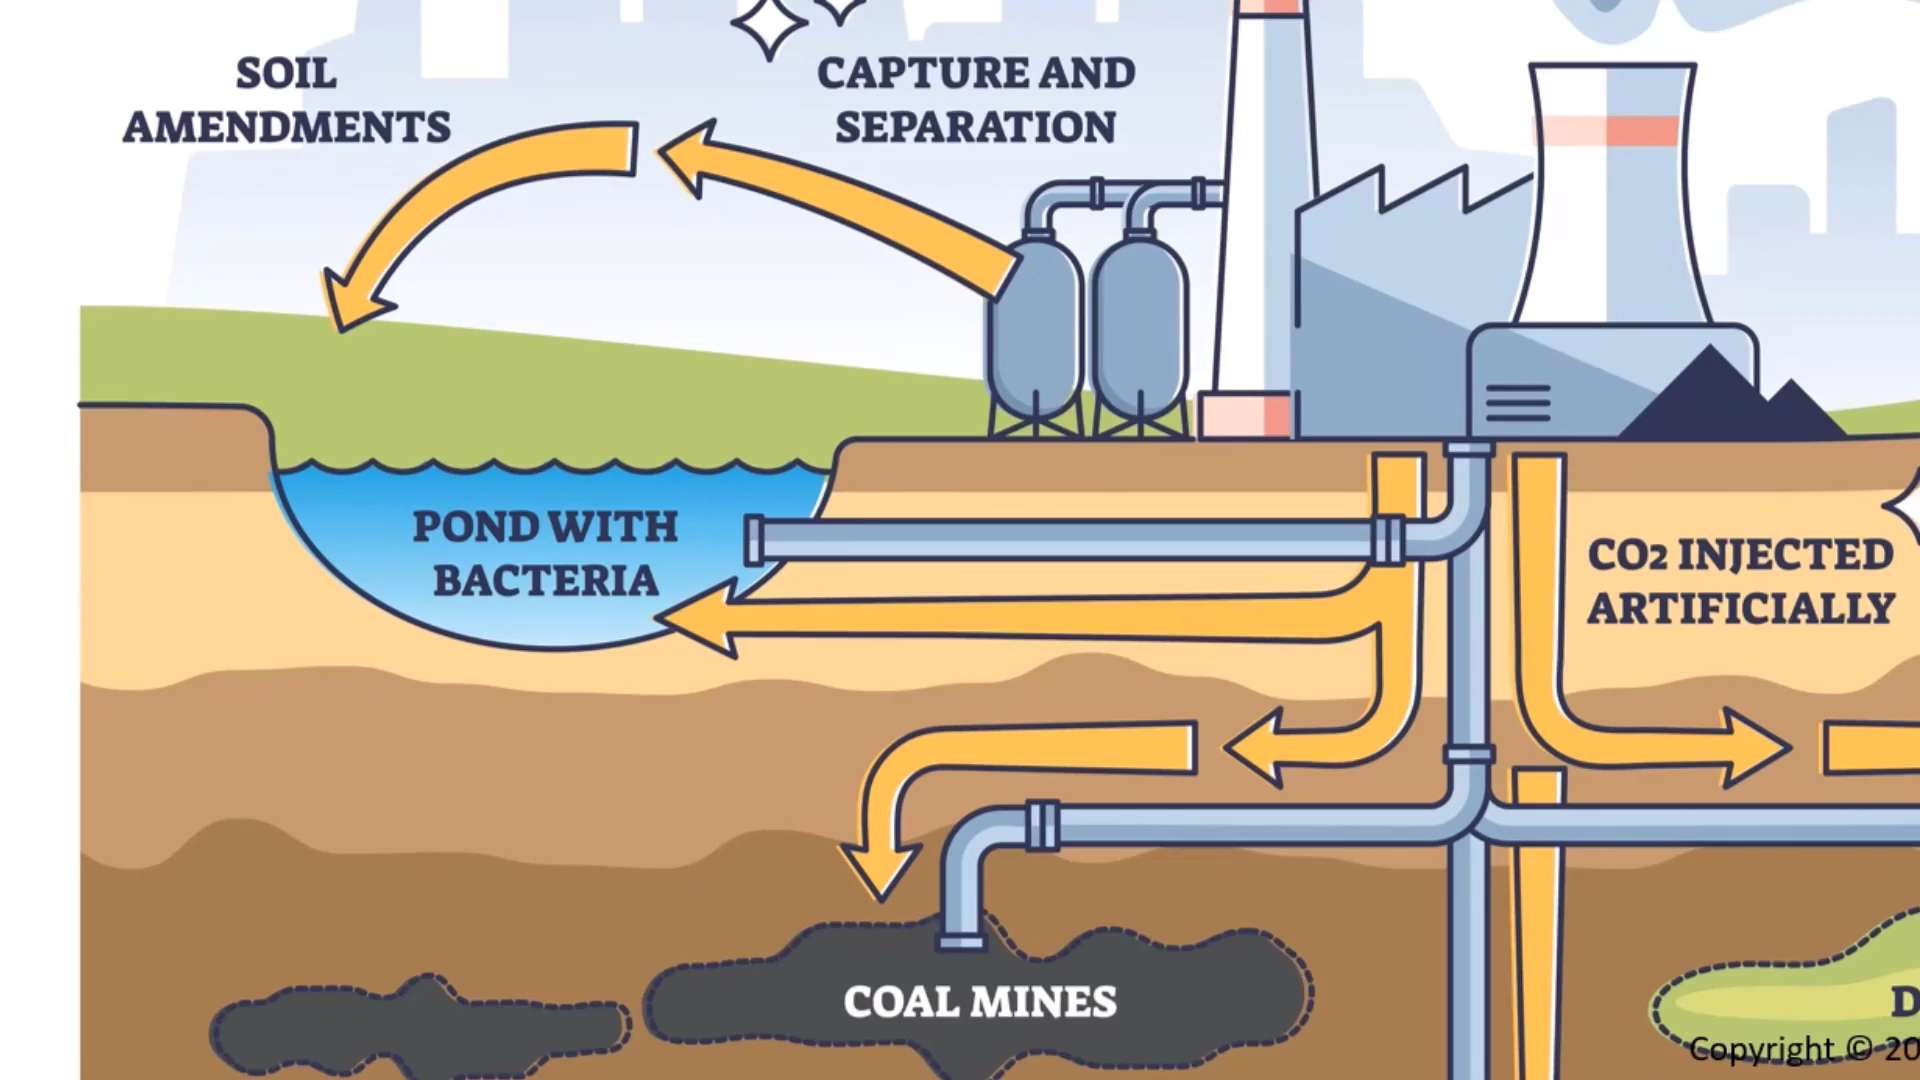 SOIL
AMENDMENTS
CAPTURE AND
SEPARATION
POND WITH
BACTERIA
CO2 INJECTED
ARTIFICIALLY
COAL MINES
D
Copyright © 20